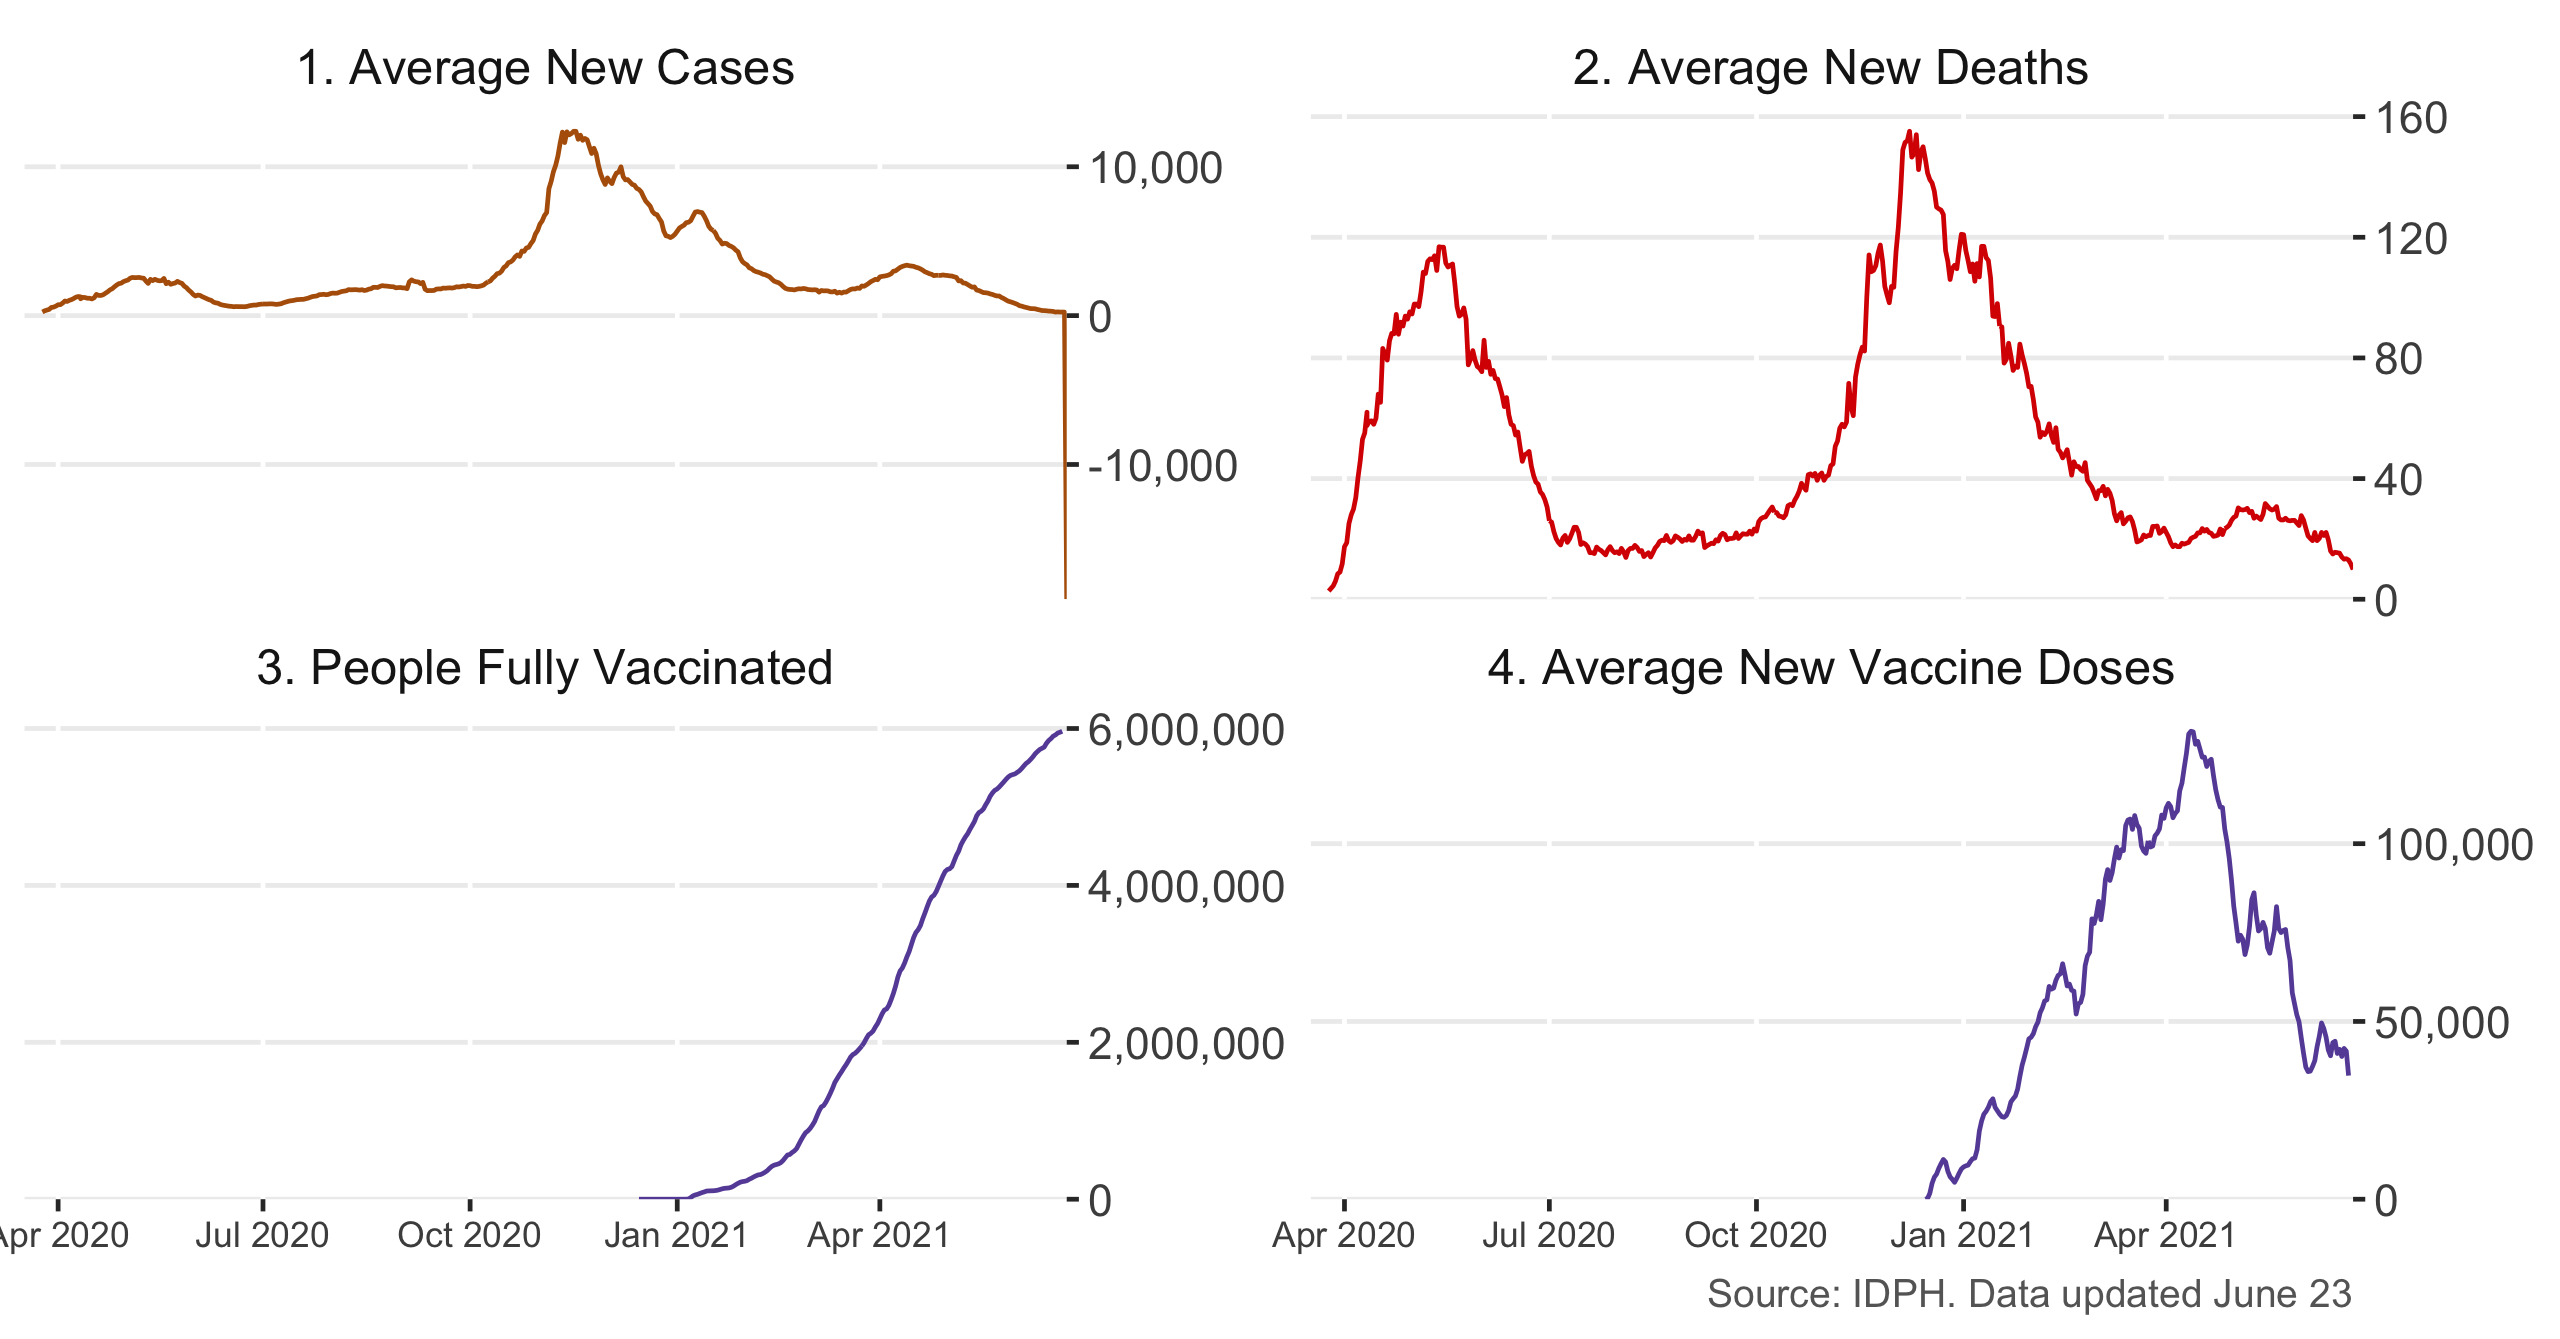 1. Average New Cases
10,000
0
-10,000
2. Average New Deaths
160
120
80
40
0
3. People Fully Vaccinated
6,000,000
4,000,000
2,000,000
0
Apr 2020 Jul 2020 Oct 2020 Jan 2021 Apr 2021
4. Average New Vaccine Doses
100,000
50,000
0
Apr 2020 Jul 2020 Oct 2020 Jan 2021 Apr 2021
Source: IDPH. Data updated June 23